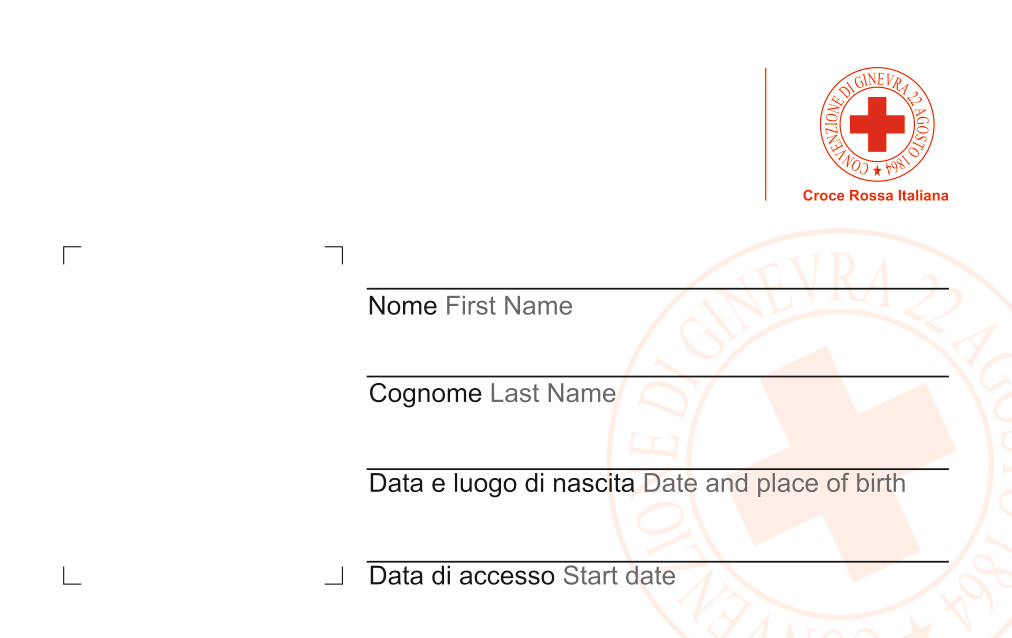 CONVENZIONE DI GINEVRA 22 AGOSTO 1864
Croce Rossa Italiana
Nome First Name
Cognome Last Name
Data e luogo di nascita Date and place of birth
Data di accesso Start date
CONVENZIONE DI GINEVRA 22 AGOSTO 1864